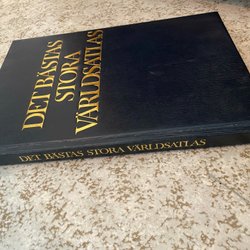 DET BÄSTAS
STORA
VÄRLDSATLAS
DET BÄSTAS STORA VÄRLDSATLAS